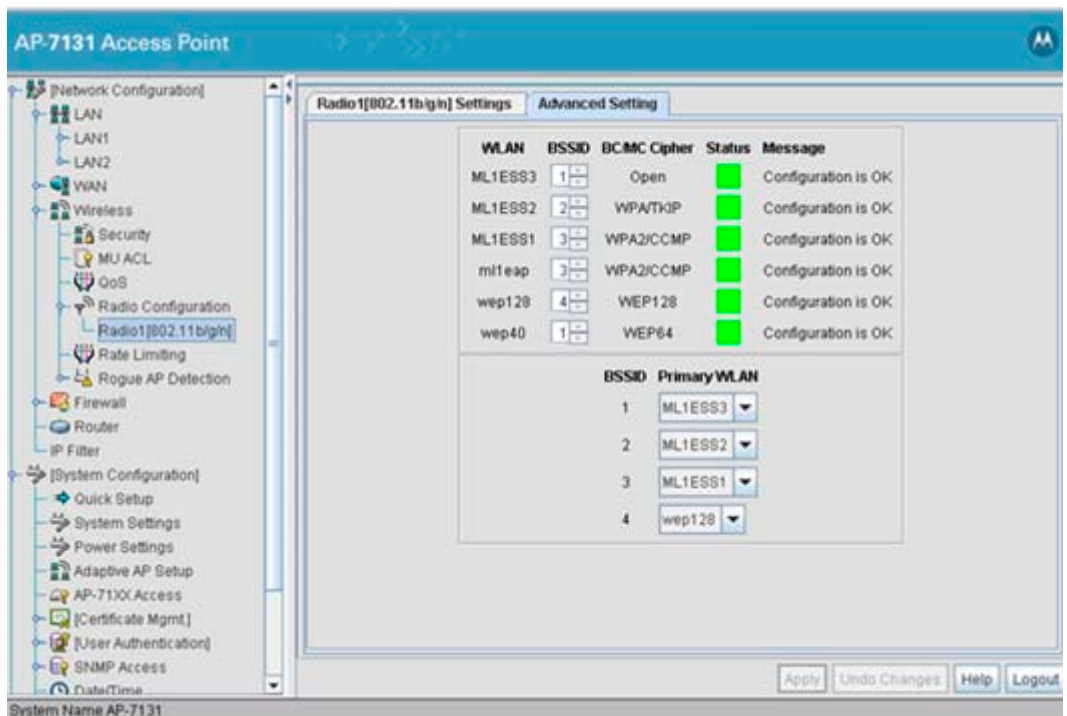 AP-7131 Access Point
[Network Configuration]
LAN
LAN1
LAN2
WAN
Wireless
Security
MU ACL
QoS
Radio Configuration
Radio1[802.11b/g/n]
Rate Limiting
Rogue AP Detection
Firewall
Router
IP Filter
[System Configuration]
Quick Setup
System Settings
Power Settings
Adaptive AP Setup
AP-71XX Access
[Certificate Mgmt.]
[User Authentication]
SNMP Access
Date/Time
Radio1[802.11b/g/n] Settings Advanced Setting
WLAN BSSID BC/MC Cipher Status Message
ML1ESS3 1 Open Configuration is OK
ML1ESS2 2 WPA/TKIP Configuration is OK
ML1ESS1 3 WPA2/CCMP Configuration is OK
ml1eap 3 WPA2/CCMP Configuration is OK
wep128 4 WEP128 Configuration is OK
wep40 1 WEP64 Configuration is OK
BSSID Primary WLAN
1 ML1ESS3
2 ML1ESS2
3 ML1ESS1
4 wep128
Apply Undo Changes Help Logout
System Name AP-7131